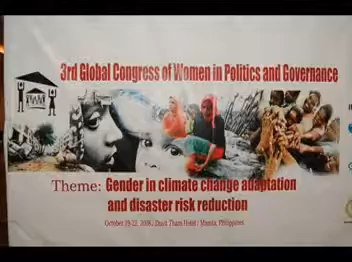 3rd Global Congress of Women in Politics and Governance
Theme: Gender in climate change adaptation
and disaster risk reduction
October 19-22, 2008 | Dusit Thani Hotel | Manila, Philippines